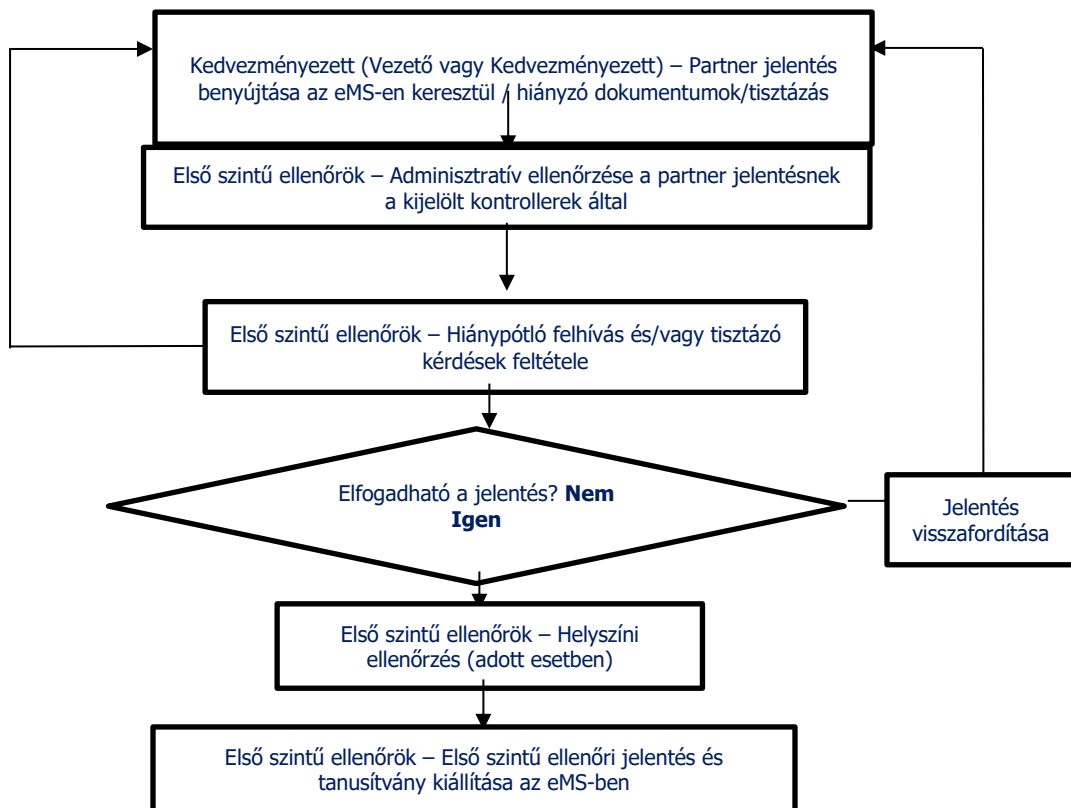 Kedvezményezett (Vezető vagy Kedvezményezett) – Partner jelentés
benyújtása az eMS-en keresztül / hiányzó dokumentumok/tisztázás
Első szintű ellenőrök – Adminisztratív ellenőrzése a partner jelentésnek
a kijelölt kontrollerek által
Első szintű ellenőrök – Hiánypótló felhívás és/vagy tisztázó
kérdések feltétele
Elfogadható a jelentés? Nem
Igen
Jelentés
visszafordítása
Első szintű ellenőrök – Helyszíni
ellenőrzés (adott esetben)
Első szintű ellenőrök – Első szintű ellenőri jelentés és
tanusítvány kiállítása az eMS-ben